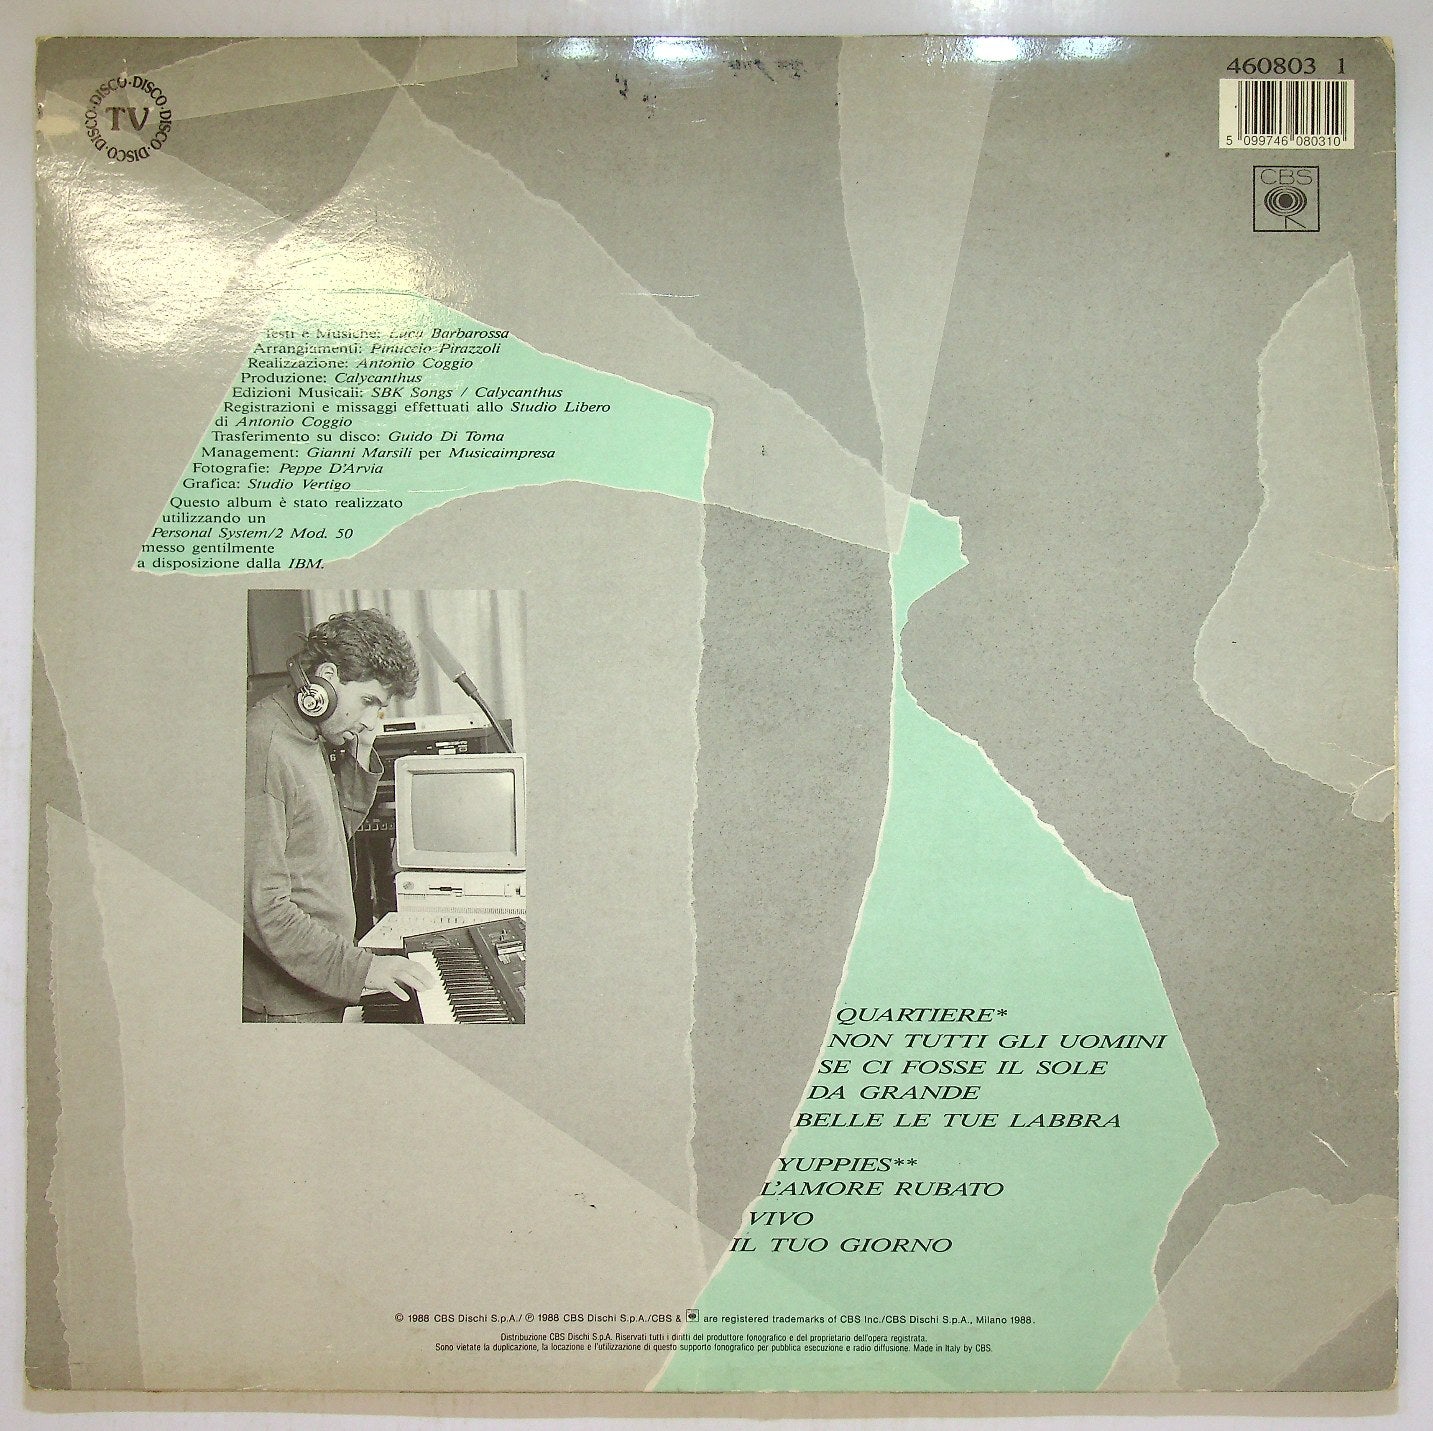 DISCO·DISCO·DISCO·DISCO·DISCO·
TV
460803 1
5 099746 080310
CBS
Testi e Musiche: Luca Barbarossa
Arrangiamenti: Pinuccio Pirazzoli
Realizzazione: Antonio Coggio
Produzione: Calycanthus
Edizioni Musicali: SBK Songs / Calycanthus
Registrazioni e missaggi effettuati allo Studio Libero
di Antonio Coggio
Trasferimento su disco: Guido Di Toma
Management: Gianni Marsili per Musicaimpresa
Fotografie: Peppe D'Arvia
Grafica: Studio Vertigo
Questo album è stato realizzato
utilizzando un
Personal System/2 Mod. 50
messo gentilmente
a disposizione dalla IBM.
QUARTIERE*
NON TUTTI GLI UOMINI
SE CI FOSSE IL SOLE
DA GRANDE
BELLE LE TUE LABBRA
YUPPIES**
L'AMORE RUBATO
VIVO
IL TUO GIORNO
© 1988 CBS Dischi S.p.A./ ℗ 1988 CBS Dischi S.p.A./CBS & are registered trademarks of CBS Inc./CBS Dischi S.p.A., Milano 1988.
Distribuzione CBS Dischi S.p.A. Riservati tutti i diritti del produttore fonografico e del proprietario dell'opera registrata.
Sono vietate la duplicazione, la locazione e l'utilizzazione di questo supporto fonografico per pubblica esecuzione e radio diffusione. Made in Italy by CBS.